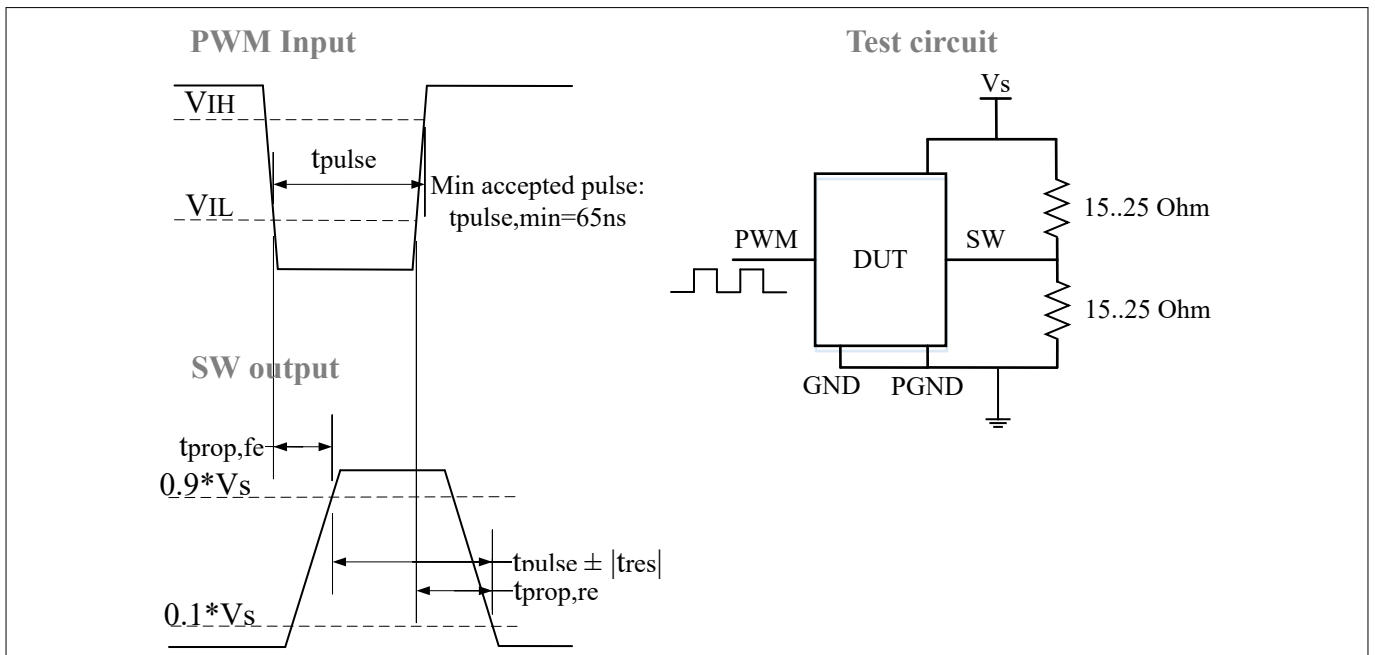 PWM Input
VIH
tpulse
VIL
Min accepted pulse:
tpulse,min=65ns
SW output
tprop,fe
0.9*Vs
tpulse ± |tres|
tprop,re
0.1*Vs
Test circuit
Vs
15..25 Ohm
PWM
DUT
SW
15..25 Ohm
GND
PGND